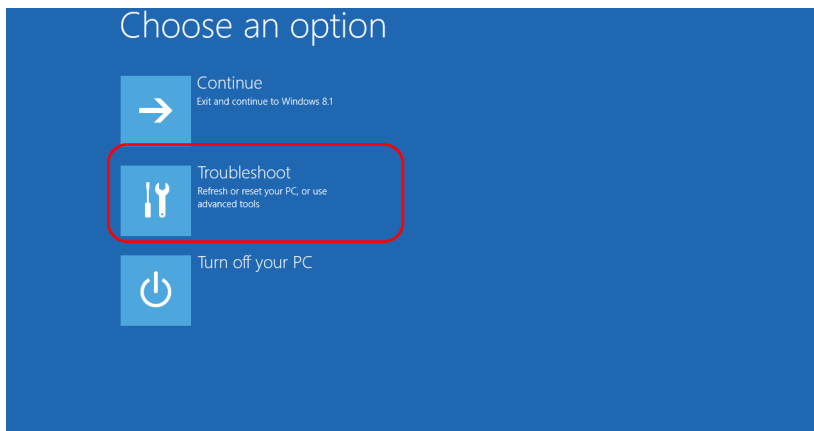 Choose an option
Continue
Exit and continue to Windows 8.1
Troubleshoot
Refresh or reset your PC, or use
advanced tools
Turn off your PC